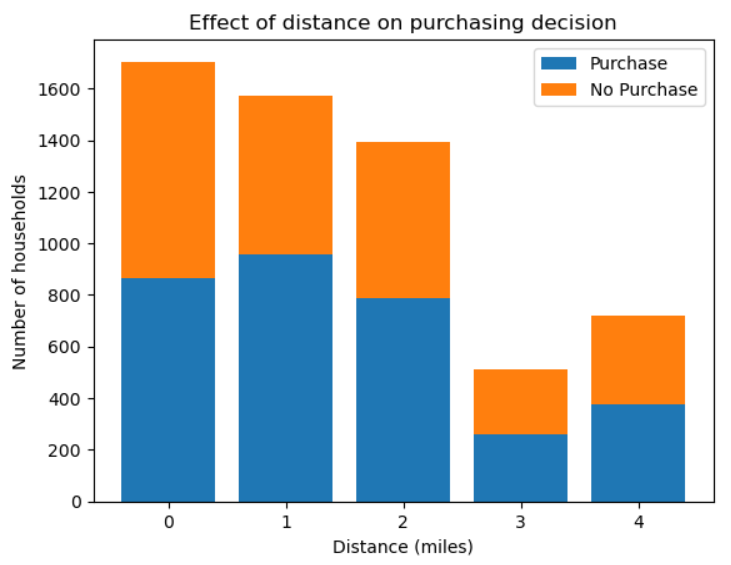 Effect of distance on purchasing decision
Purchase
No Purchase
1600
1400
1200
1000
800
600
400
200
0
Number of households
0 1 2 3 4
Distance (miles)